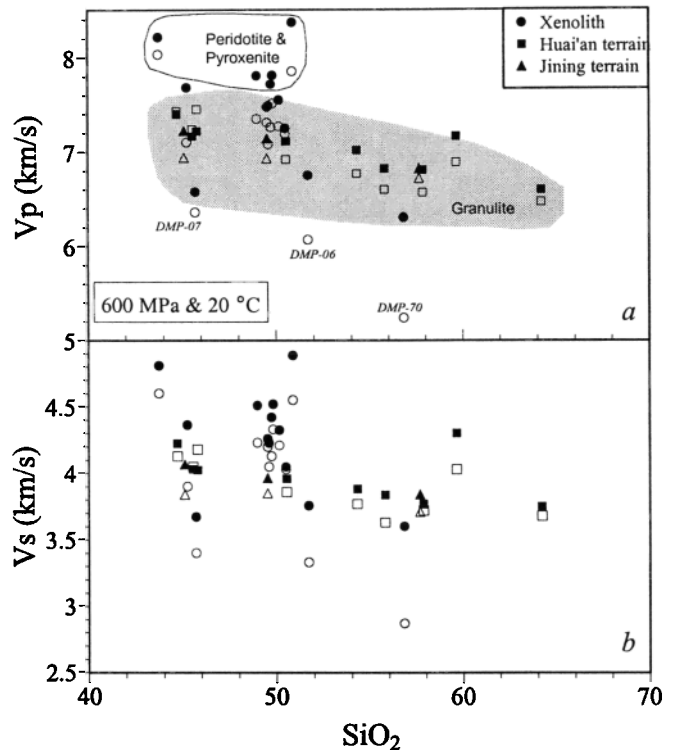 Xenolith
Huai'an terrain
Jining terrain
Peridotite &
Pyroxenite
Granulite
DMP-07
DMP-06
DMP-70
600 MPa & 20 °C
a
8
7
6
5
Vp (km/s)
4.5
4
3.5
3
2.5
Vs (km/s)
b
40
50
60
70
SiO₂